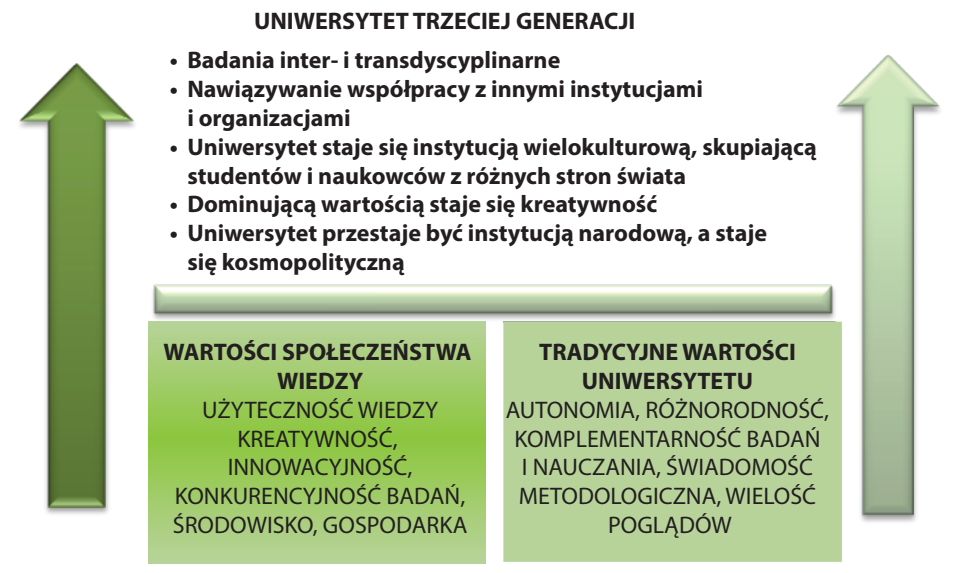 UNIWERSYTET TRZECIEJ GENERACJI
• Badania inter- i transdyscyplinarne
• Nawiązywanie współpracy z innymi instytucjami
i organizacjami
• Uniwersytet staje się instytucją wielokulturową, skupiającą
studentów i naukowców z różnych stron świata
• Dominującą wartością staje się kreatywność
• Uniwersytet przestaje być instytucją narodową, a staje
się kosmopolityczną
WARTOŚCI SPOŁECZEŃSTWA
WIEDZY
UŻYTECZNOŚĆ WIEDZY
KREATYWNOŚĆ,
INNOWACYJNOŚĆ,
KONKURENCYJNOŚĆ BADAŃ,
ŚRODOWISKO, GOSPODARKA
TRADYCYJNE WARTOŚCI
UNIWERSYTETU
AUTONOMIA, RÓŻNORODNOŚĆ,
KOMPLEMENTARNOŚĆ BADAŃ
I NAUCZANIA, ŚWIADOMOŚĆ
METODOLOGICZNA, WIELOŚĆ
POGLĄDÓW